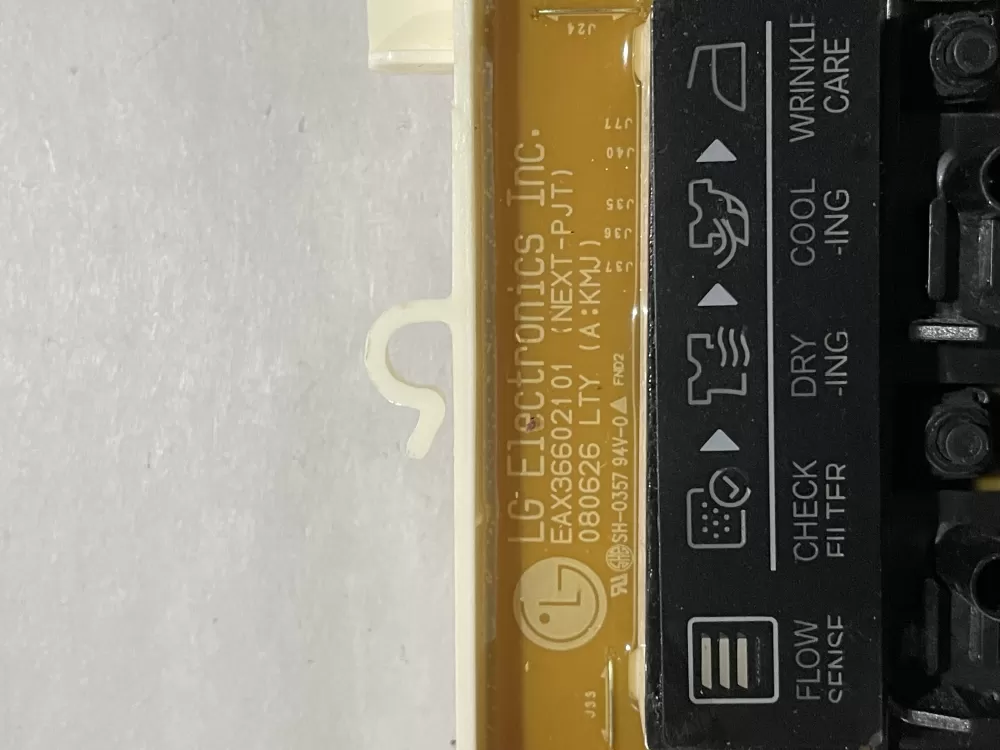 LG Electronics Inc.
EAX36602101 (NEXT-PJT)
080626 LTY (A:KMJ)
SH-0357 94V-0 FND2
J24
J77
J40
J35
J36
J37
J33
LG
FLOW
SENSE
CHECK
FILTER
DRY
-ING
COOL
-ING
WRINKLE
CARE